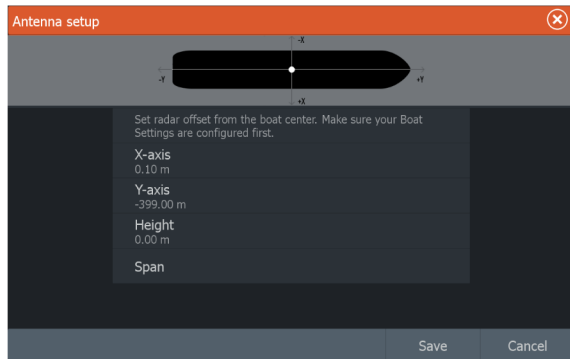 Antenna setup
-X
-Y
+Y
+X
Set radar offset from the boat center. Make sure your Boat
Settings are configured first.
X-axis
0.10 m
Y-axis
-399.00 m
Height
0.00 m
Span
Save Cancel